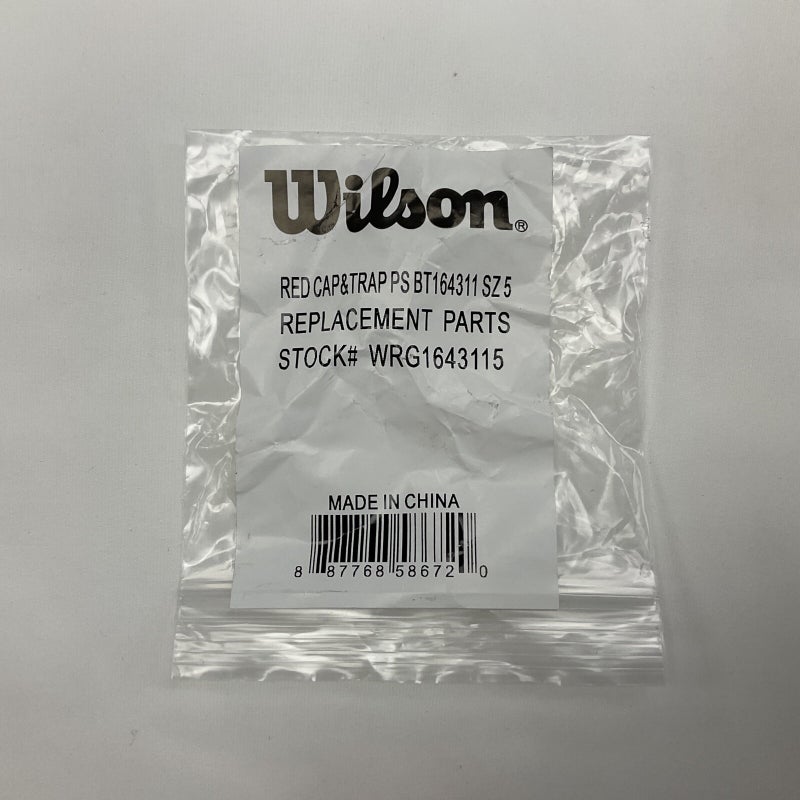 Wilson®
RED CAP&TRAP PS BT164311 SZ 5
REPLACEMENT PARTS
STOCK# WRG1643115
MADE IN CHINA
8 87768 58672 0